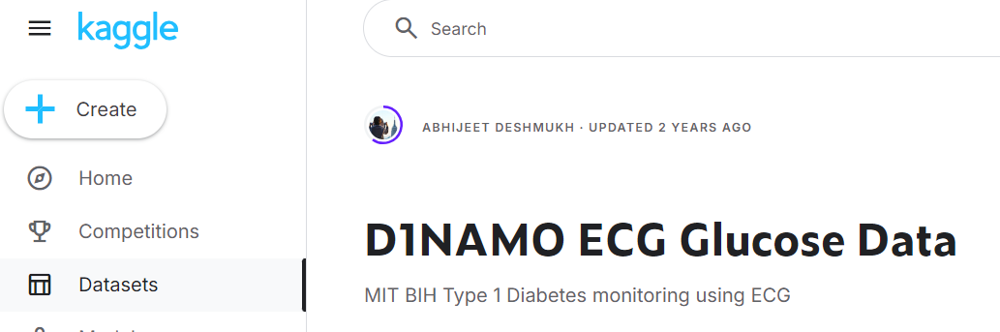 kaggle
Search
Create
ABHIJEET DESHMUKH · UPDATED 2 YEARS AGO
Home
D1NAMO ECG Glucose Data
Competitions
Datasets
MIT BIH Type 1 Diabetes monitoring using ECG